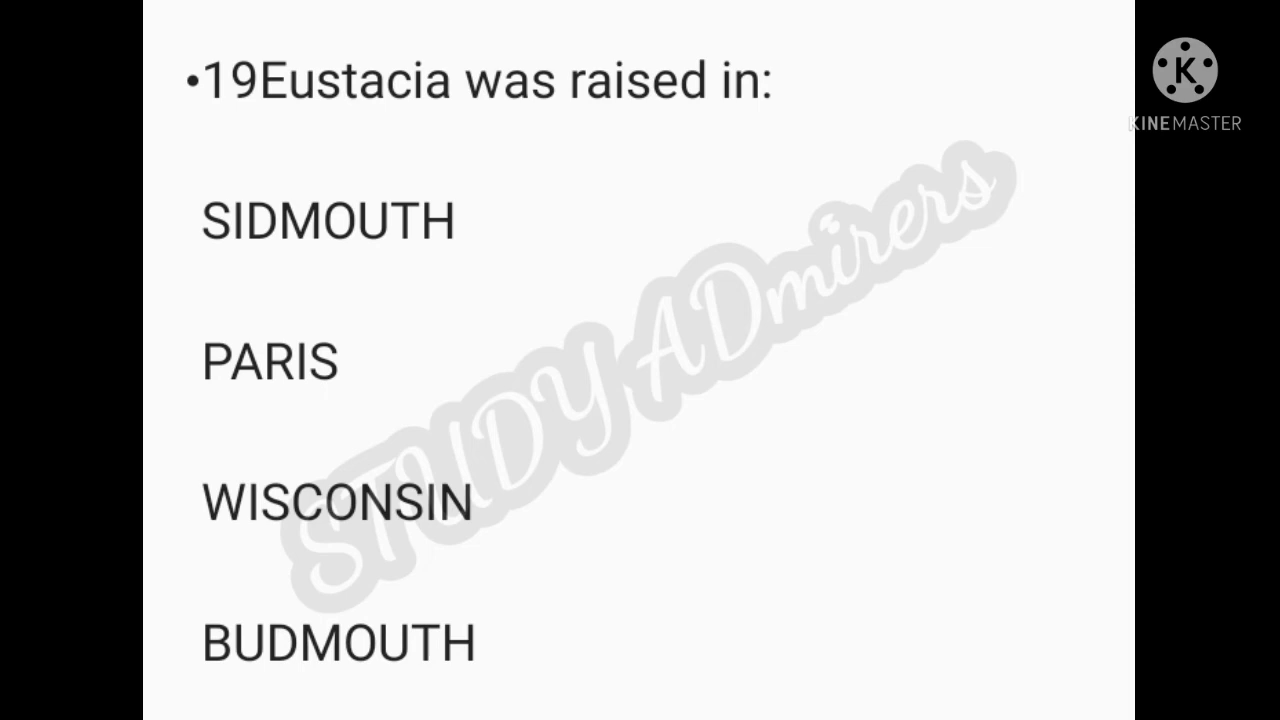 •19Eustacia was raised in:
SIDMOUTH
PARIS
WISCONSIN
BUDMOUTH
STUDY ADmirers
K
KINEMASTER